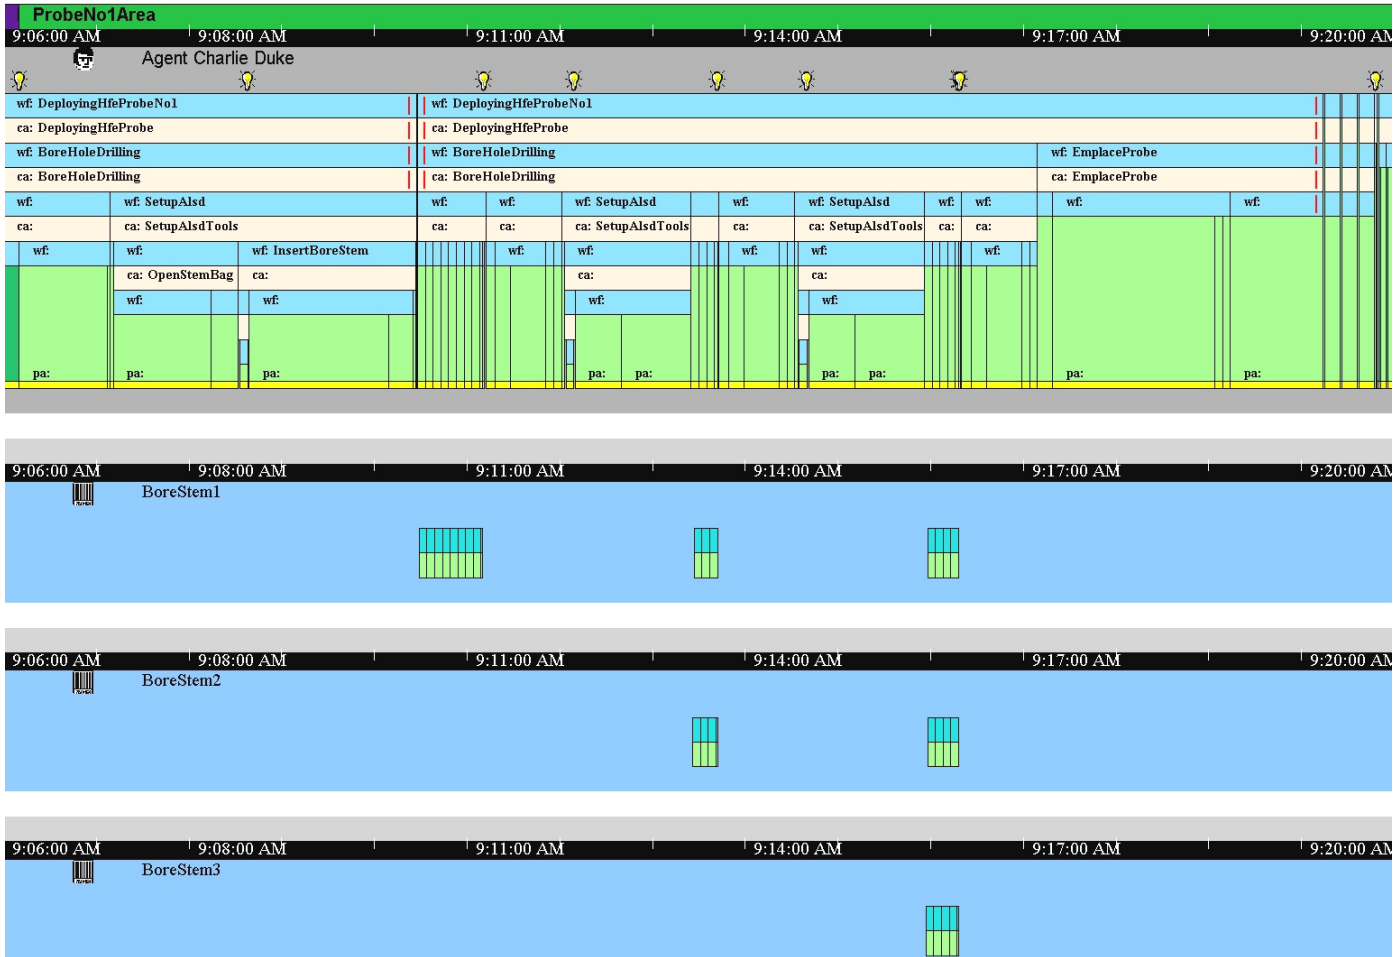 ProbeNo1Area
9:06:00 AM 9:08:00 AM 9:11:00 AM 9:14:00 AM 9:17:00 AM 9:20:00 AM
Agent Charlie Duke
wf: DeployingHfeProbeNo1 wf: DeployingHfeProbeNo1
ca: DeployingHfeProbe ca: DeployingHfeProbe
wf: BoreHoleDrilling wf: BoreHoleDrilling wf: EmplaceProbe
ca: BoreHoleDrilling ca: BoreHoleDrilling ca: EmplaceProbe
wf: wf: SetupAlsd wf: wf: wf: SetupAlsd wf: wf: SetupAlsd wf: wf: wf: wf:
ca: ca: SetupAlsdTools ca: ca: ca: SetupAlsdTools ca: ca: SetupAlsdTools ca: ca:
wf: wf: wf: InsertBoreStem wf: wf: wf: wf: wf:
ca: OpenStemBag ca: ca: ca:
wf: wf: wf: wf:
pa: pa: pa: pa: pa: pa: pa: pa: pa:
9:06:00 AM 9:08:00 AM 9:11:00 AM 9:14:00 AM 9:17:00 AM 9:20:00 AM
BoreStem1
9:06:00 AM 9:08:00 AM 9:11:00 AM 9:14:00 AM 9:17:00 AM 9:20:00 AM
BoreStem2
9:06:00 AM 9:08:00 AM 9:11:00 AM 9:14:00 AM 9:17:00 AM 9:20:00 AM
BoreStem3